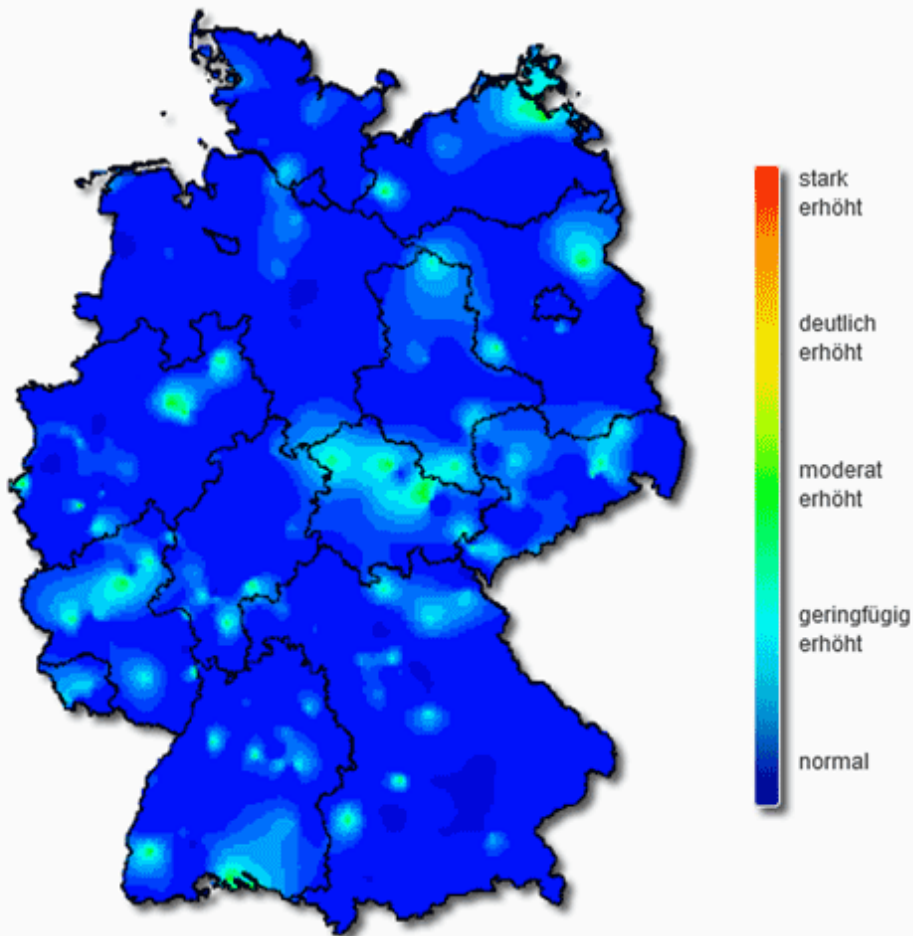 stark
erhöht
deutlich
erhöht
moderat
erhöht
geringfügig
erhöht
normal